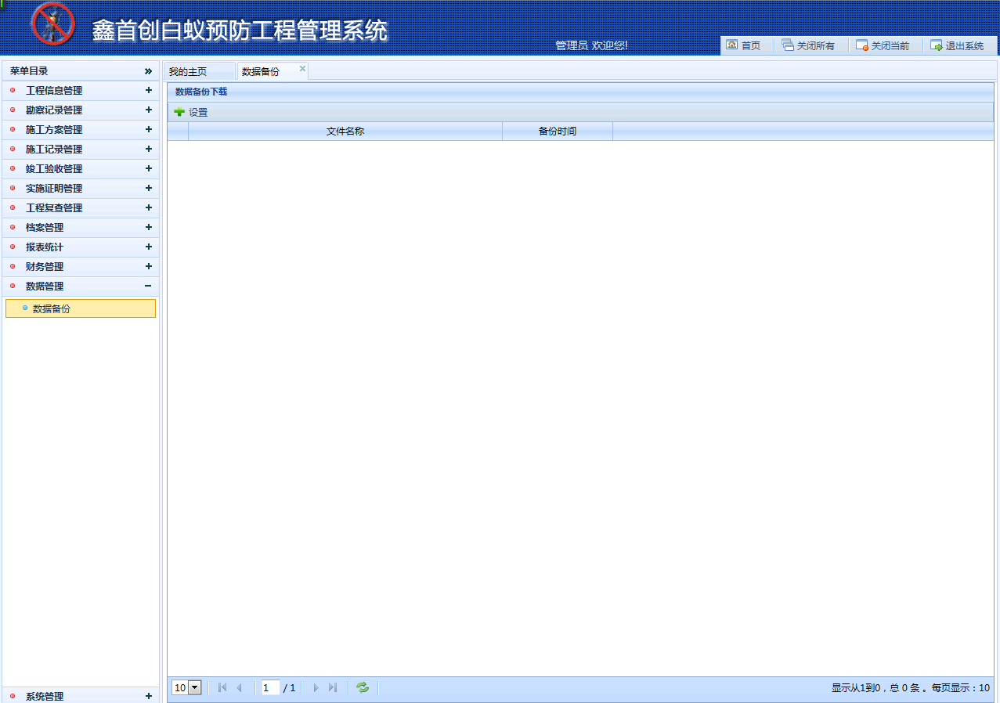 鑫首创白蚁预防工程管理系统
管理员 欢迎您!
首页 关闭所有 关闭当前 退出系统
菜单目录
工程信息管理
勘察记录管理
施工方案管理
施工记录管理
竣工验收管理
实施证明管理
工程复查管理
档案管理
报表统计
财务管理
数据管理
数据备份
系统管理
我的主页 数据备份
数据备份下载
设置
文件名称 备份时间
10 1 / 1 显示从1到0，总 0 条 。每页显示：10